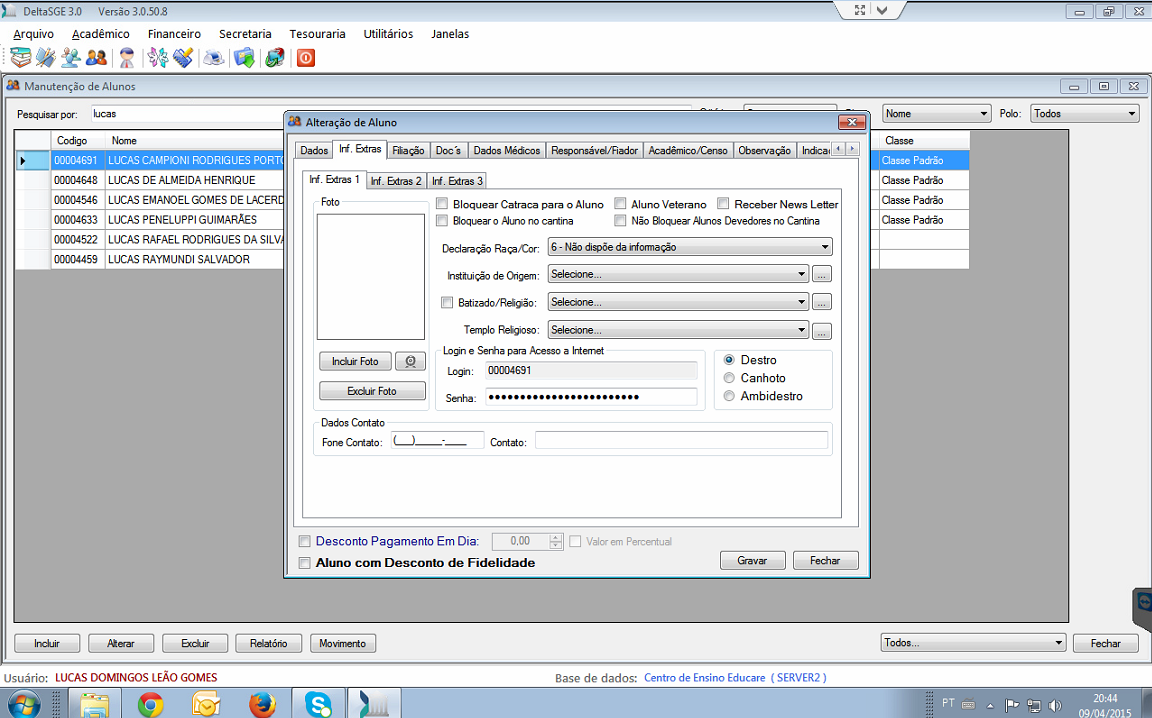 DeltaSGE 3.0 Versão 3.0.50.8
Arquivo Acadêmico Financeiro Secretaria Tesouraria Utilitários Janelas
Manutenção de Alunos
Pesquisar por: lucas Nome Polo: Todos
Codigo Nome Classe
00004691 LUCAS CAMPIONI RODRIGUES PORTO Classe Padrão
00004648 LUCAS DE ALMEIDA HENRIQUE Classe Padrão
00004546 LUCAS EMANOEL GOMES DE LACERD Classe Padrão
00004633 LUCAS PENELUPPI GUIMARÃES Classe Padrão
00004522 LUCAS RAFAEL RODRIGUES DA SILVA
00004459 LUCAS RAYMUNDI SALVADOR
Alteração de Aluno
Dados Inf. Extras Filiação Doc´s Dados Médicos Responsável/Fiador Acadêmico/Censo Observação Indicac
Inf. Extras 1 Inf. Extras 2 Inf. Extras 3
Foto
Bloquear Catraca para o Aluno Aluno Veterano Receber News Letter
Bloquear o Aluno no cantina Não Bloquear Alunos Devedores no Cantina
Declaração Raça/Cor: 6 - Não dispõe da informação
Instituição de Origem: Selecione... ...
Batizado/Religião: Selecione... ...
Templo Religioso: Selecione... ...
Incluir Foto
Excluir Foto
Login e Senha para Acesso a Internet
Login: 00004691
Senha: ••••••••••••••••••••••••
Destro
Canhoto
Ambidestro
Dados Contato
Fone Contato: (__)_____-____ Contato:
Desconto Pagamento Em Dia: 0,00 Valor em Percentual
Aluno com Desconto de Fidelidade
Gravar Fechar
Incluir Alterar Excluir Relatório Movimento Todos... Fechar
Usuário: LUCAS DOMINGOS LEÃO GOMES Base de dados: Centro de Ensino Educare ( SERVER2 )
PT 20:44
09/04/2015